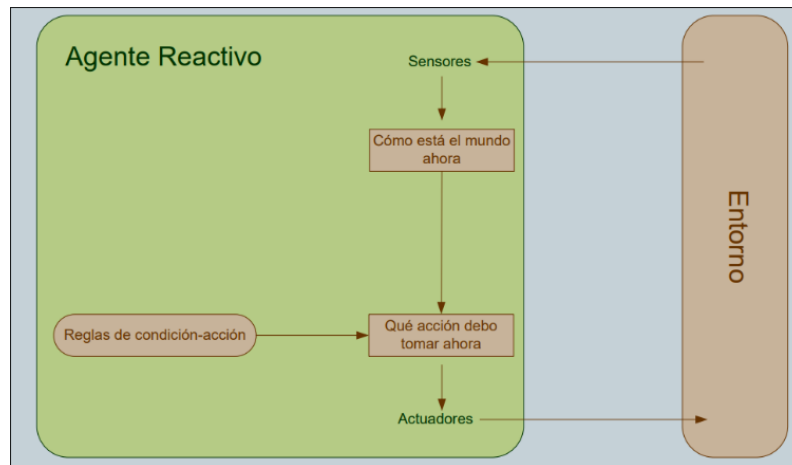 Agente Reactivo
Sensores
Cómo está el mundo
ahora
Entorno
Reglas de condición-acción
Qué acción debo
tomar ahora
Actuadores